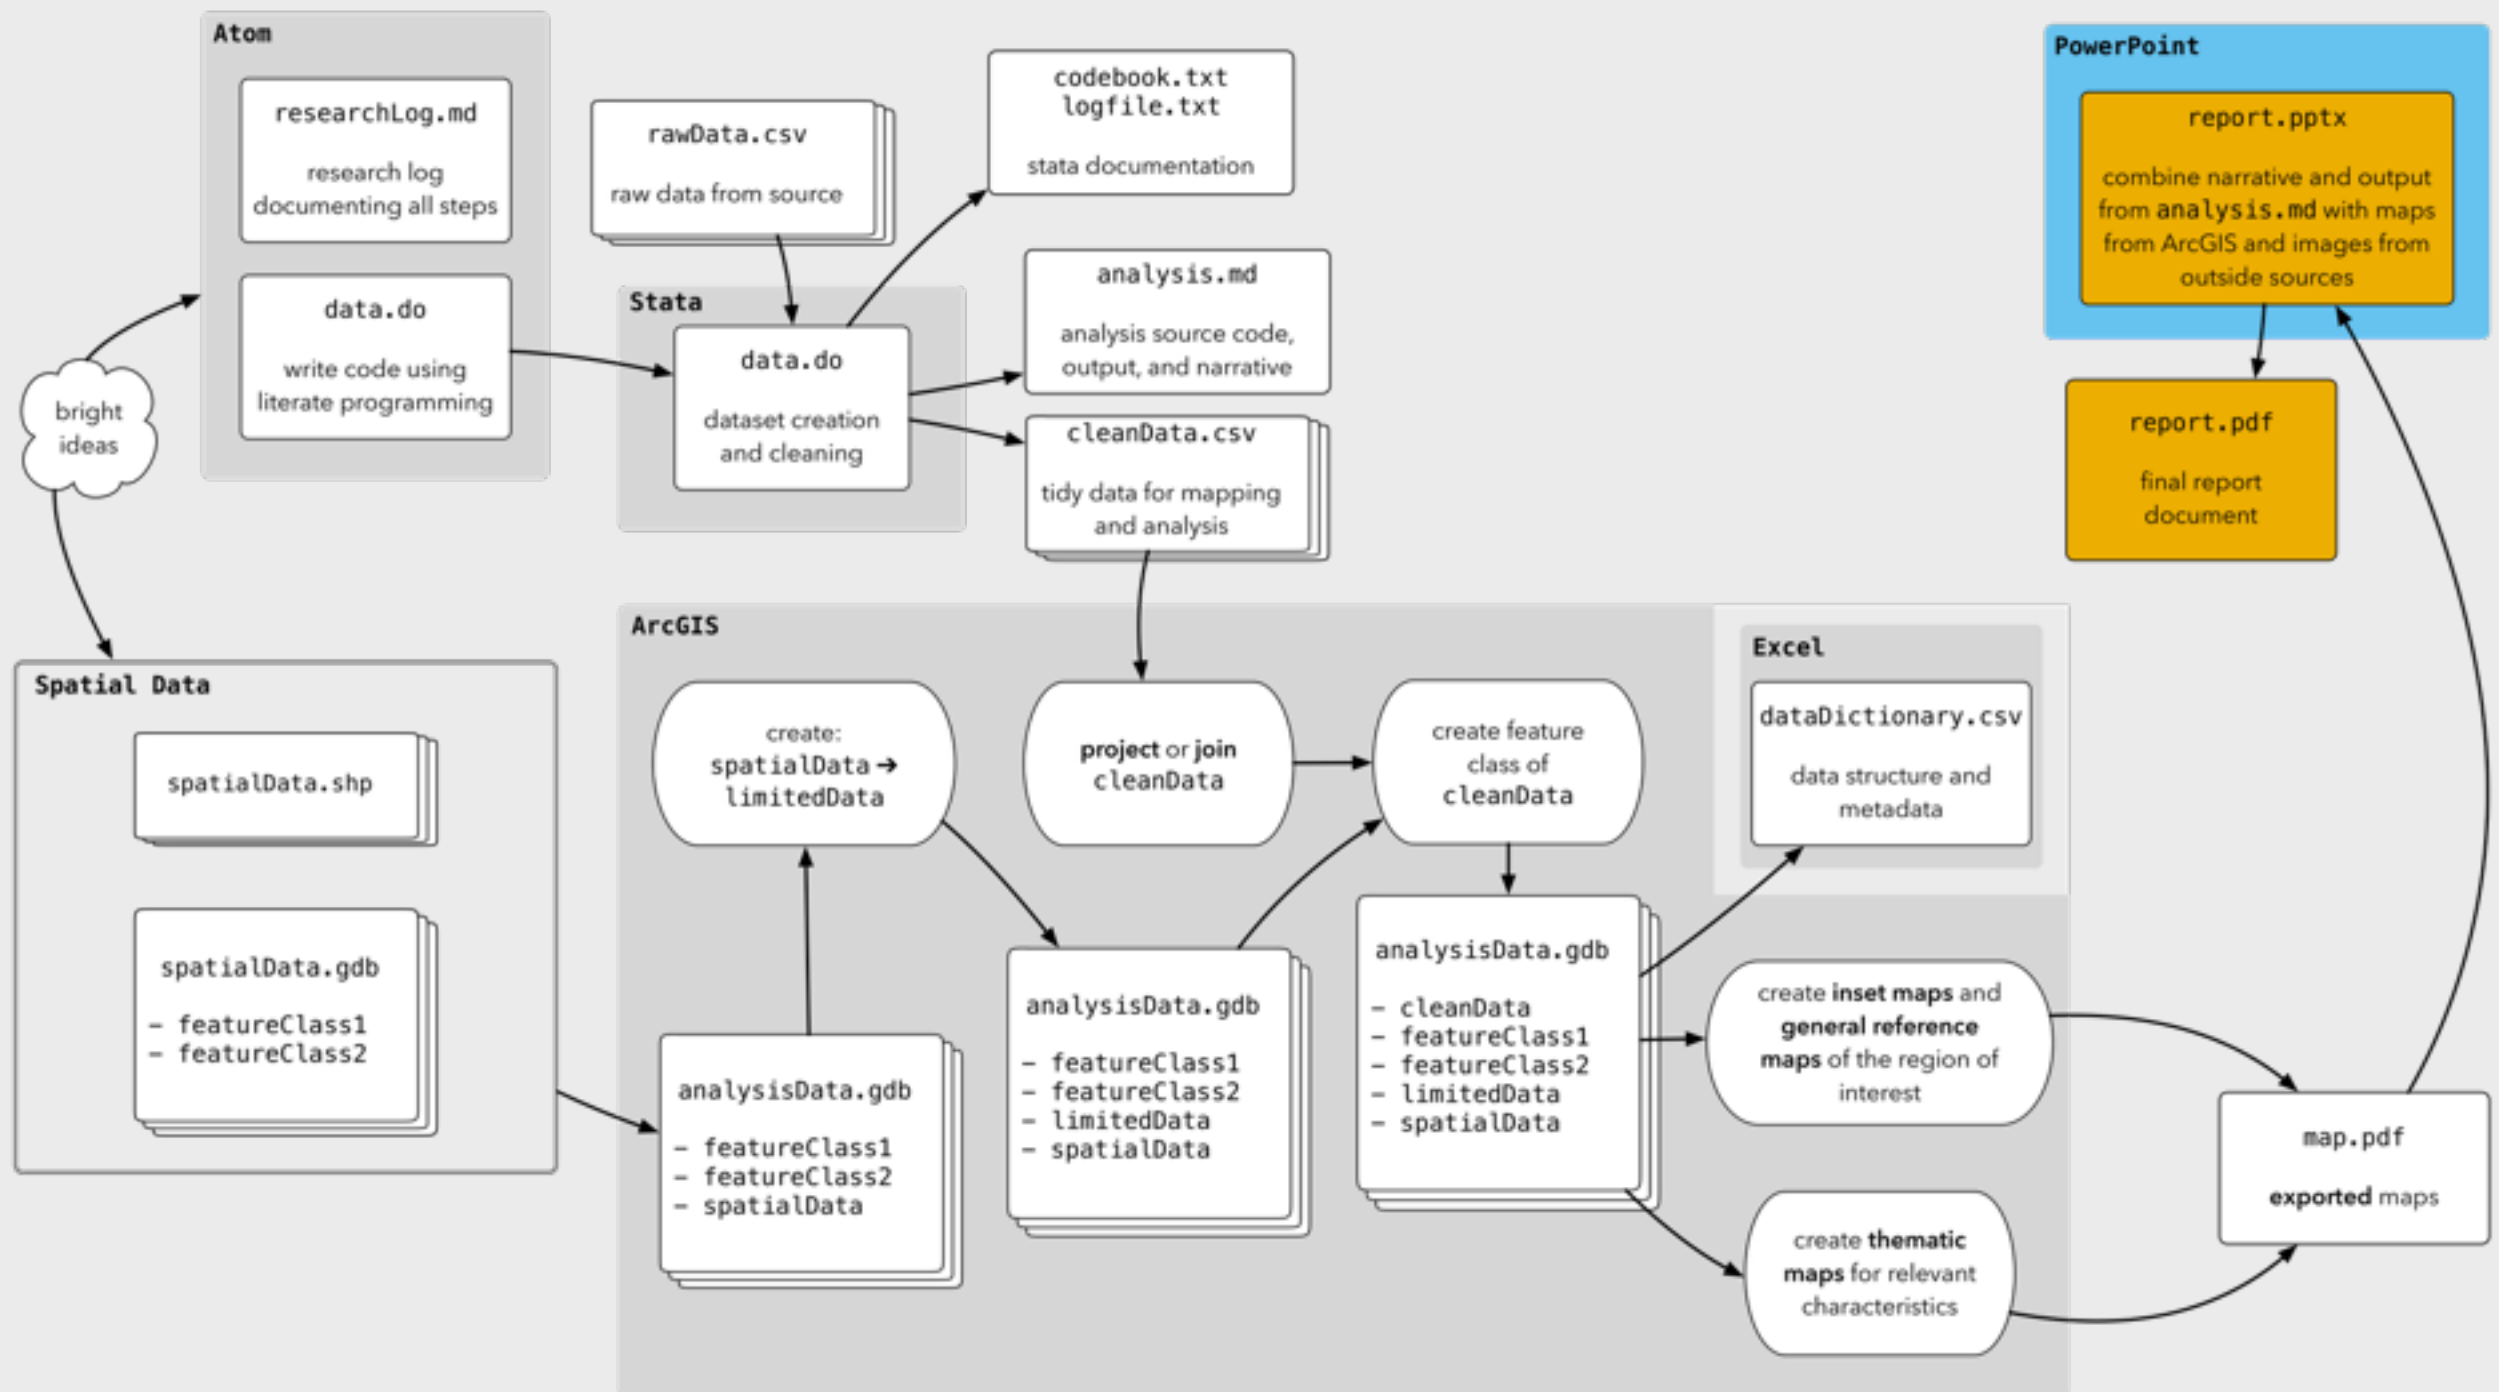 Atom
researchLog.md
research log
documenting all steps
data.do
write code using
literate programming
bright
ideas
rawData.csv
raw data from source
Stata
data.do
dataset creation
and cleaning
codebook.txt
logfile.txt
stata documentation
analysis.md
analysis source code,
output, and narrative
cleanData.csv
tidy data for mapping
and analysis
PowerPoint
report.pptx
combine narrative and output
from analysis.md with maps
from ArcGIS and images from
outside sources
report.pdf
final report
document
Spatial Data
spatialData.shp
spatialData.gdb
– featureClass1
– featureClass2
ArcGIS
create:
spatialData ➔
limitedData
project or join
cleanData
create feature
class of
cleanData
Excel
dataDictionary.csv
data structure and
metadata
analysisData.gdb
– featureClass1
– featureClass2
– spatialData
analysisData.gdb
– featureClass1
– featureClass2
– limitedData
– spatialData
analysisData.gdb
– cleanData
– featureClass1
– featureClass2
– limitedData
– spatialData
create inset maps and
general reference
maps of the region of
interest
create thematic
maps for relevant
characteristics
map.pdf
exported maps